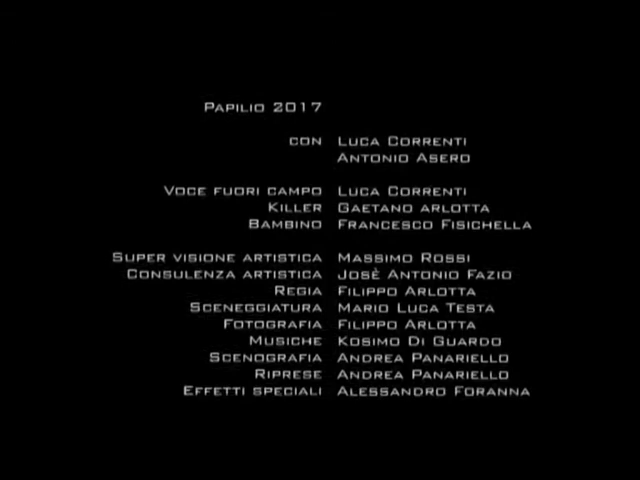 Papilio 2017
con Luca Correnti
Antonio Asero
Voce fuori campo Luca Correnti
Killer Gaetano Arlotta
Bambino Francesco Fisichella
Super visione artistica Massimo Rossi
Consulenza artistica Josè Antonio Fazio
Regia Filippo Arlotta
Sceneggiatura Mario Luca Testa
Fotografia Filippo Arlotta
Musiche Kosimo Di Guardo
Scenografia Andrea Panariello
Riprese Andrea Panariello
Effetti speciali Alessandro Foranna